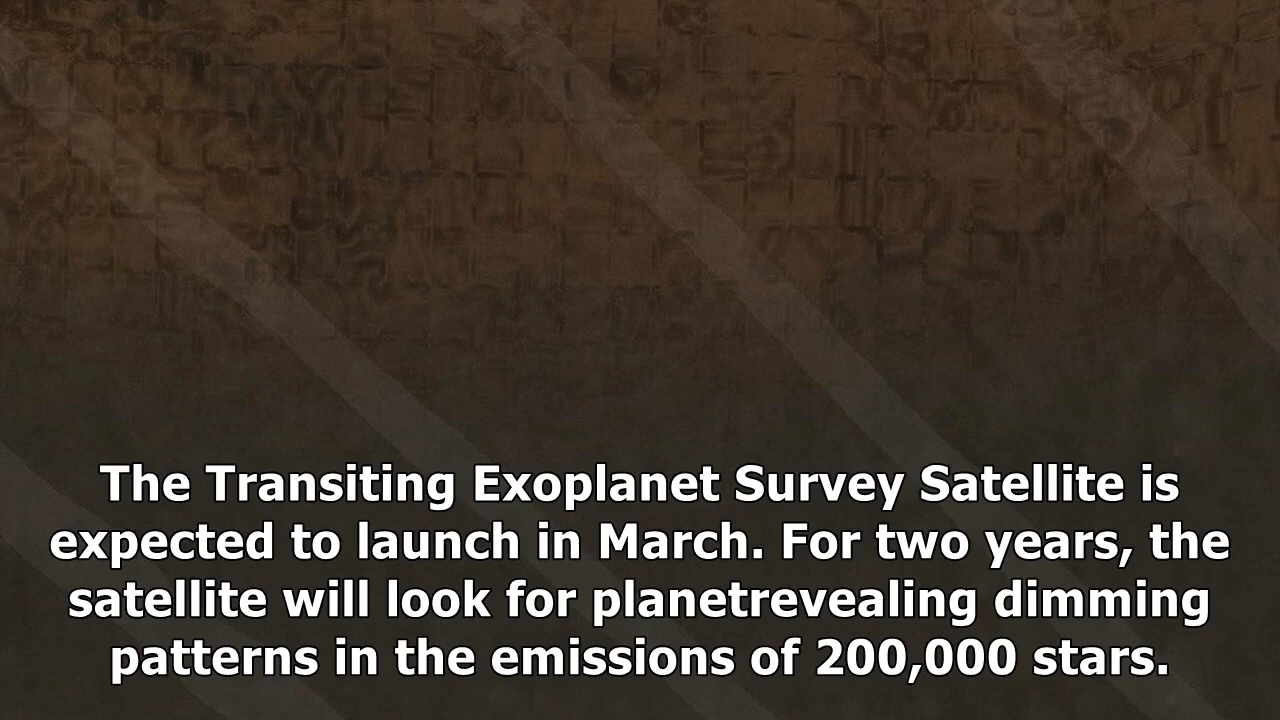 The Transiting Exoplanet Survey Satellite is
expected to launch in March. For two years, the
satellite will look for planetrevealing dimming
patterns in the emissions of 200,000 stars.